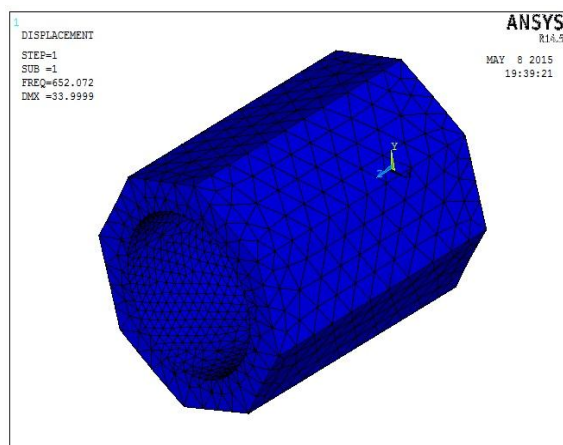 1
DISPLACEMENT
STEP=1
SUB =1
FREQ=652.072
DMX =33.9999
ANSYS
R14.5
MAY 8 2015
19:39:21
Y
Z